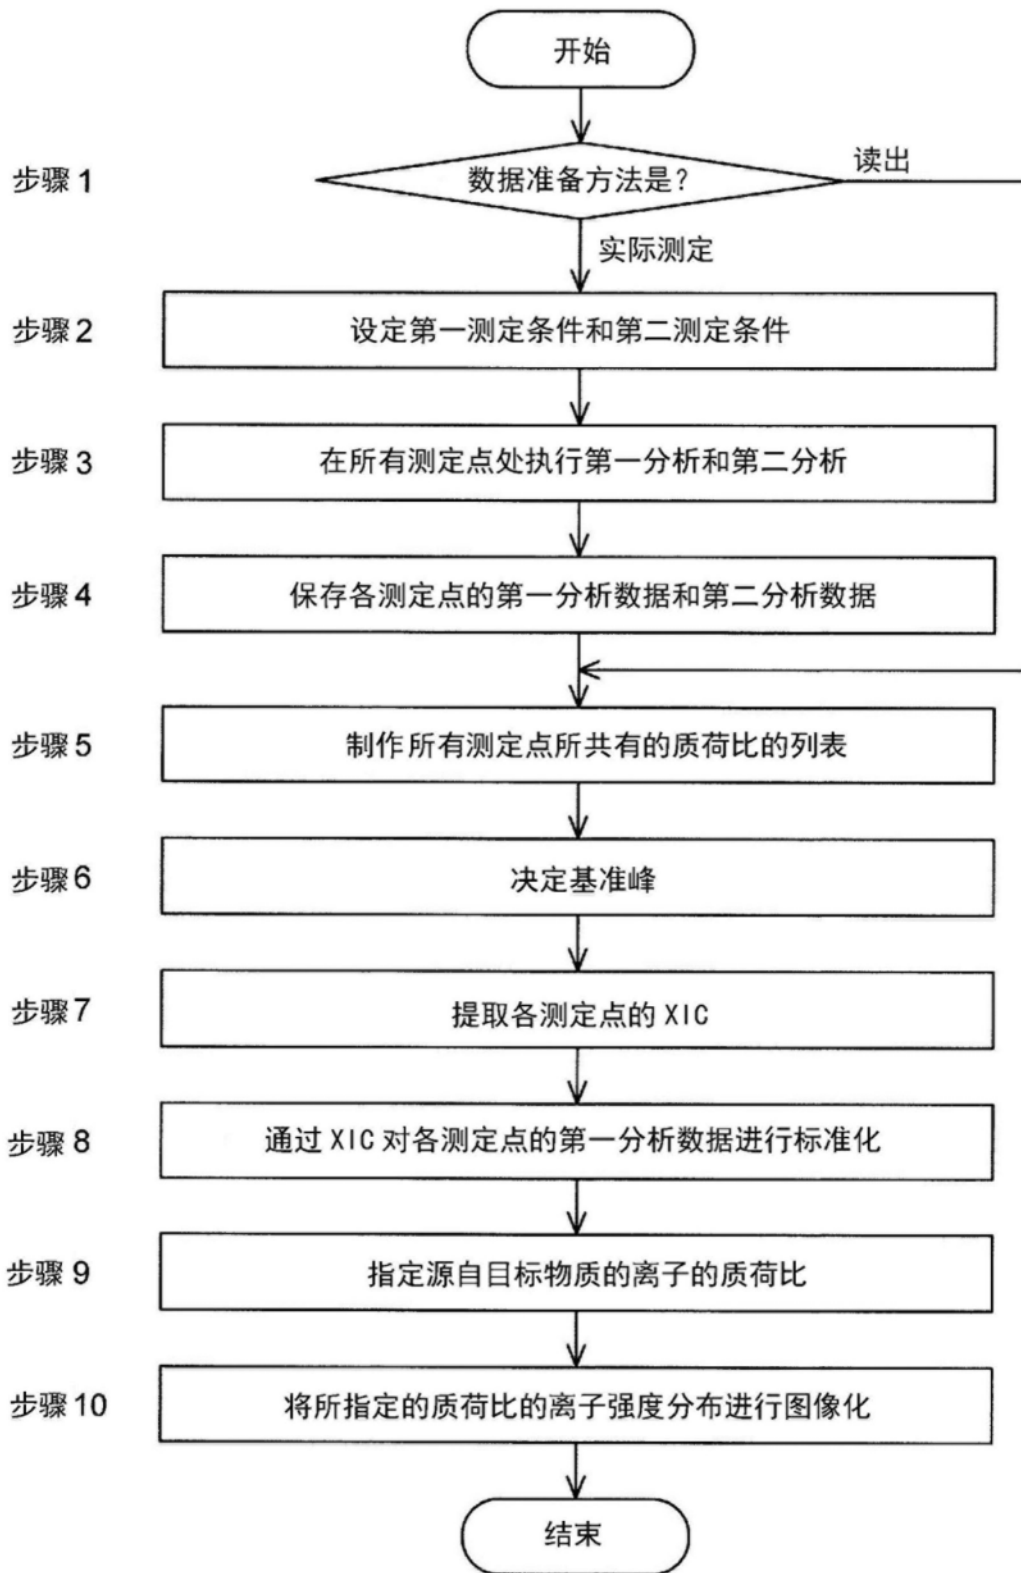 开始
步骤 1
数据准备方法是？
读出
实际测定
步骤 2
设定第一测定条件和第二测定条件
步骤 3
在所有测定点处执行第一分析和第二分析
步骤 4
保存各测定点的第一分析数据和第二分析数据
步骤 5
制作所有测定点所共有的质荷比的列表
步骤 6
决定基准峰
步骤 7
提取各测定点的 XIC
步骤 8
通过 XIC 对各测定点的第一分析数据进行标准化
步骤 9
指定源自目标物质的离子的质荷比
步骤 10
将所指定的质荷比的离子强度分布进行图像化
结束